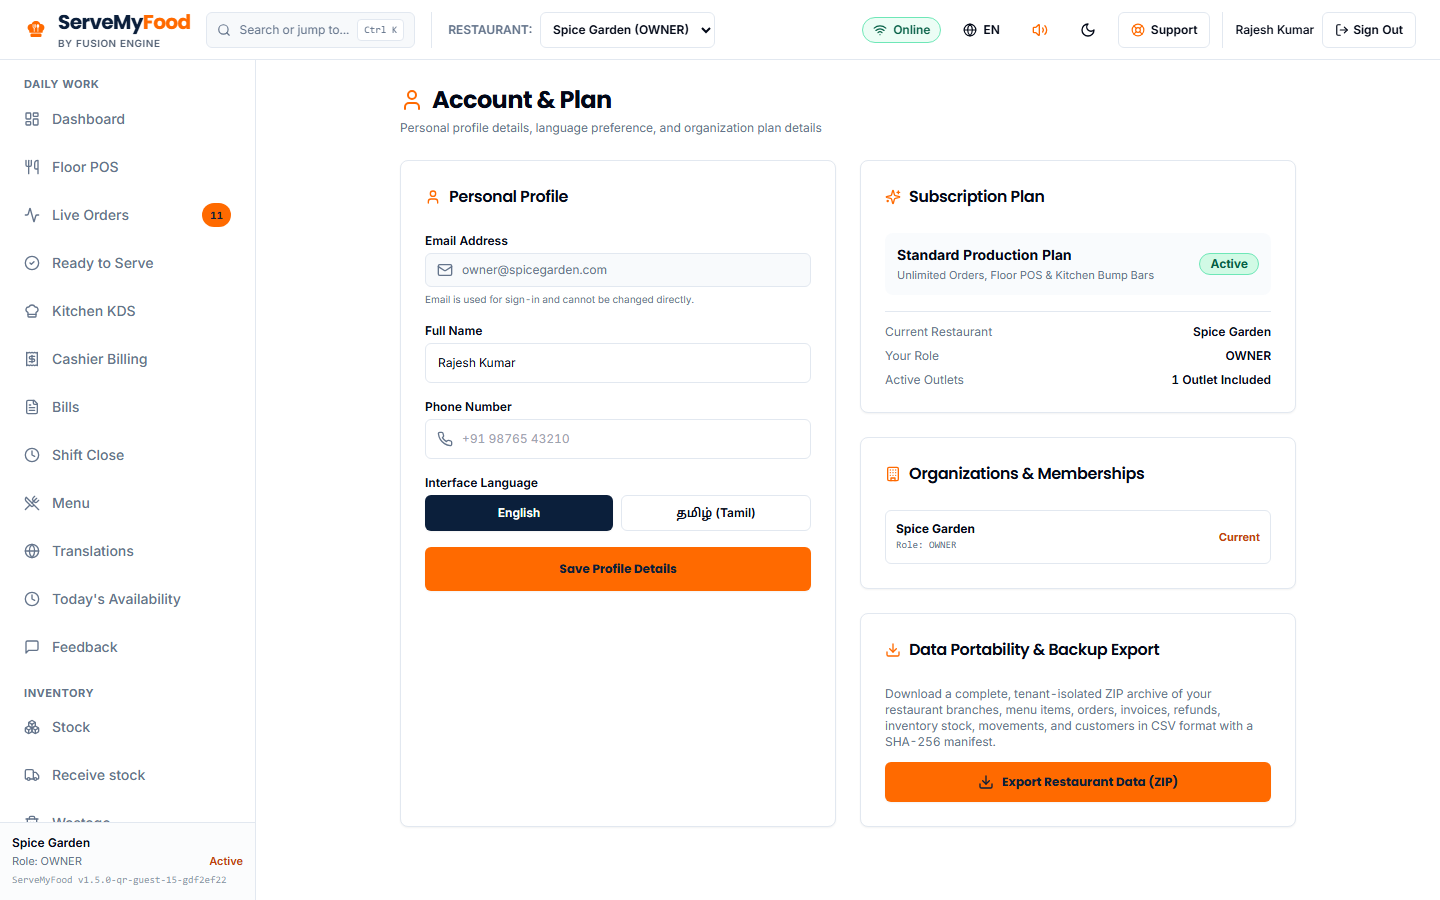 ServeMyFood
BY FUSION ENGINE
Search or jump to...
Ctrl K
RESTAURANT:
Spice Garden (OWNER)
Online
EN
Support
Rajesh Kumar
Sign Out
DAILY WORK
Dashboard
Floor POS
Live Orders
11
Ready to Serve
Kitchen KDS
Cashier Billing
Bills
Shift Close
Menu
Translations
Today's Availability
Feedback
INVENTORY
Stock
Receive stock
Wastage
Spice Garden
Role: OWNER
Active
ServeMyFood v1.5.0-qr-guest-15-gdf2ef22
Account & Plan
Personal profile details, language preference, and organization plan details
Personal Profile
Email Address
owner@spicegarden.com
Email is used for sign-in and cannot be changed directly.
Full Name
Rajesh Kumar
Phone Number
+91 98765 43210
Interface Language
English
தமிழ் (Tamil)
Save Profile Details
Subscription Plan
Standard Production Plan
Unlimited Orders, Floor POS & Kitchen Bump Bars
Active
Current Restaurant
Spice Garden
Your Role
OWNER
Active Outlets
1 Outlet Included
Organizations & Memberships
Spice Garden
Role: OWNER
Current
Data Portability & Backup Export
Download a complete, tenant-isolated ZIP archive of your
restaurant branches, menu items, orders, invoices, refunds,
inventory stock, movements, and customers in CSV format with a
SHA-256 manifest.
Export Restaurant Data (ZIP)